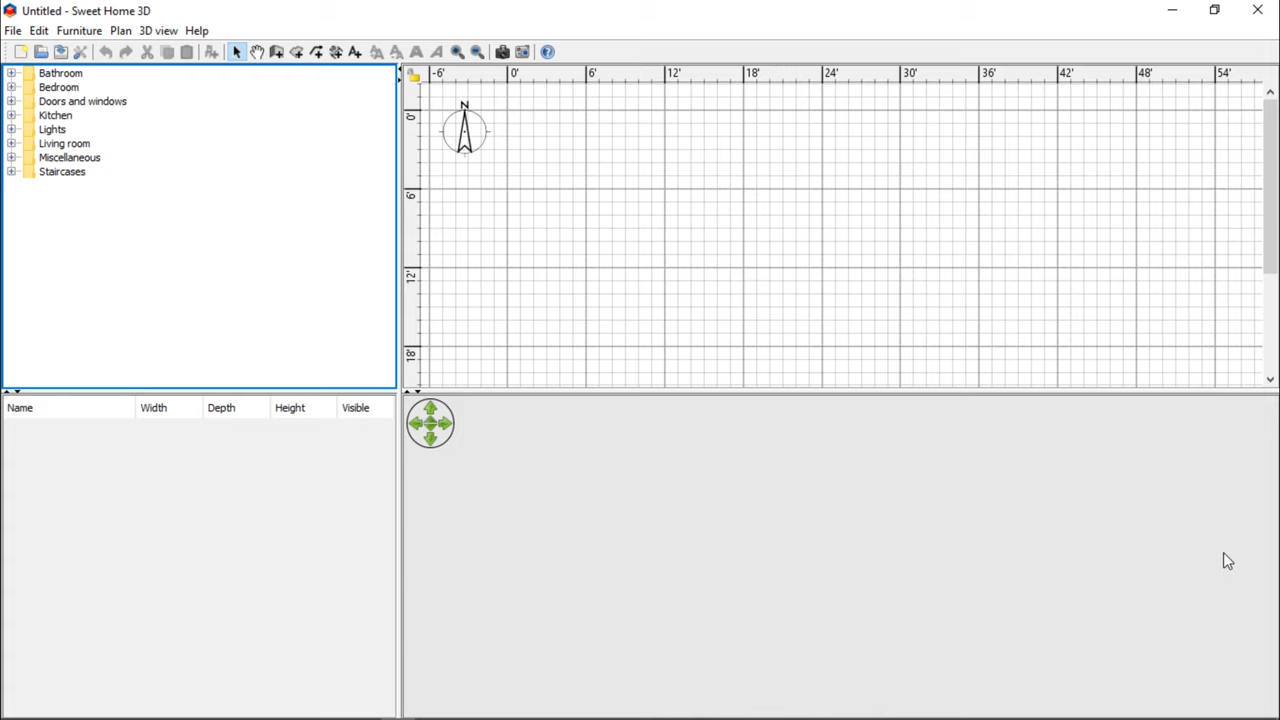 Untitled - Sweet Home 3D
File Edit Furniture Plan 3D view Help
Bathroom
Bedroom
Doors and windows
Kitchen
Lights
Living room
Miscellaneous
Staircases
-6' 0' 6' 12' 18' 24' 30' 36' 42' 48' 54'
N
0'
6'
12'
18'
Name Width Depth Height Visible